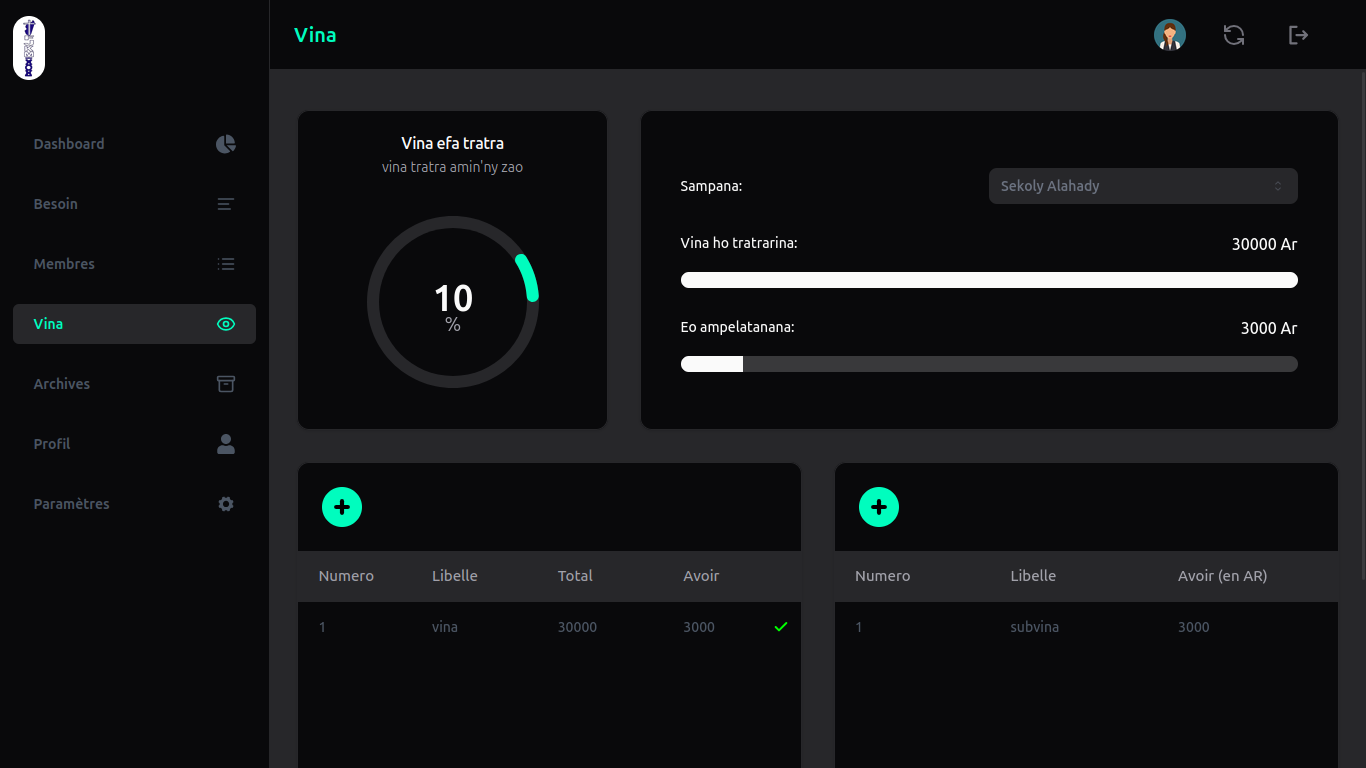 Vina
Dashboard
Besoin
Membres
Vina
Archives
Profil
Paramètres
Vina efa tratra
vina tratra amin'ny zao
10
%
Sampana:
Sekoly Alahady
Vina ho tratrarina:
30000 Ar
Eo ampelatanana:
3000 Ar
Numero Libelle Total Avoir
1 vina 30000 3000
Numero Libelle Avoir (en AR)
1 subvina 3000